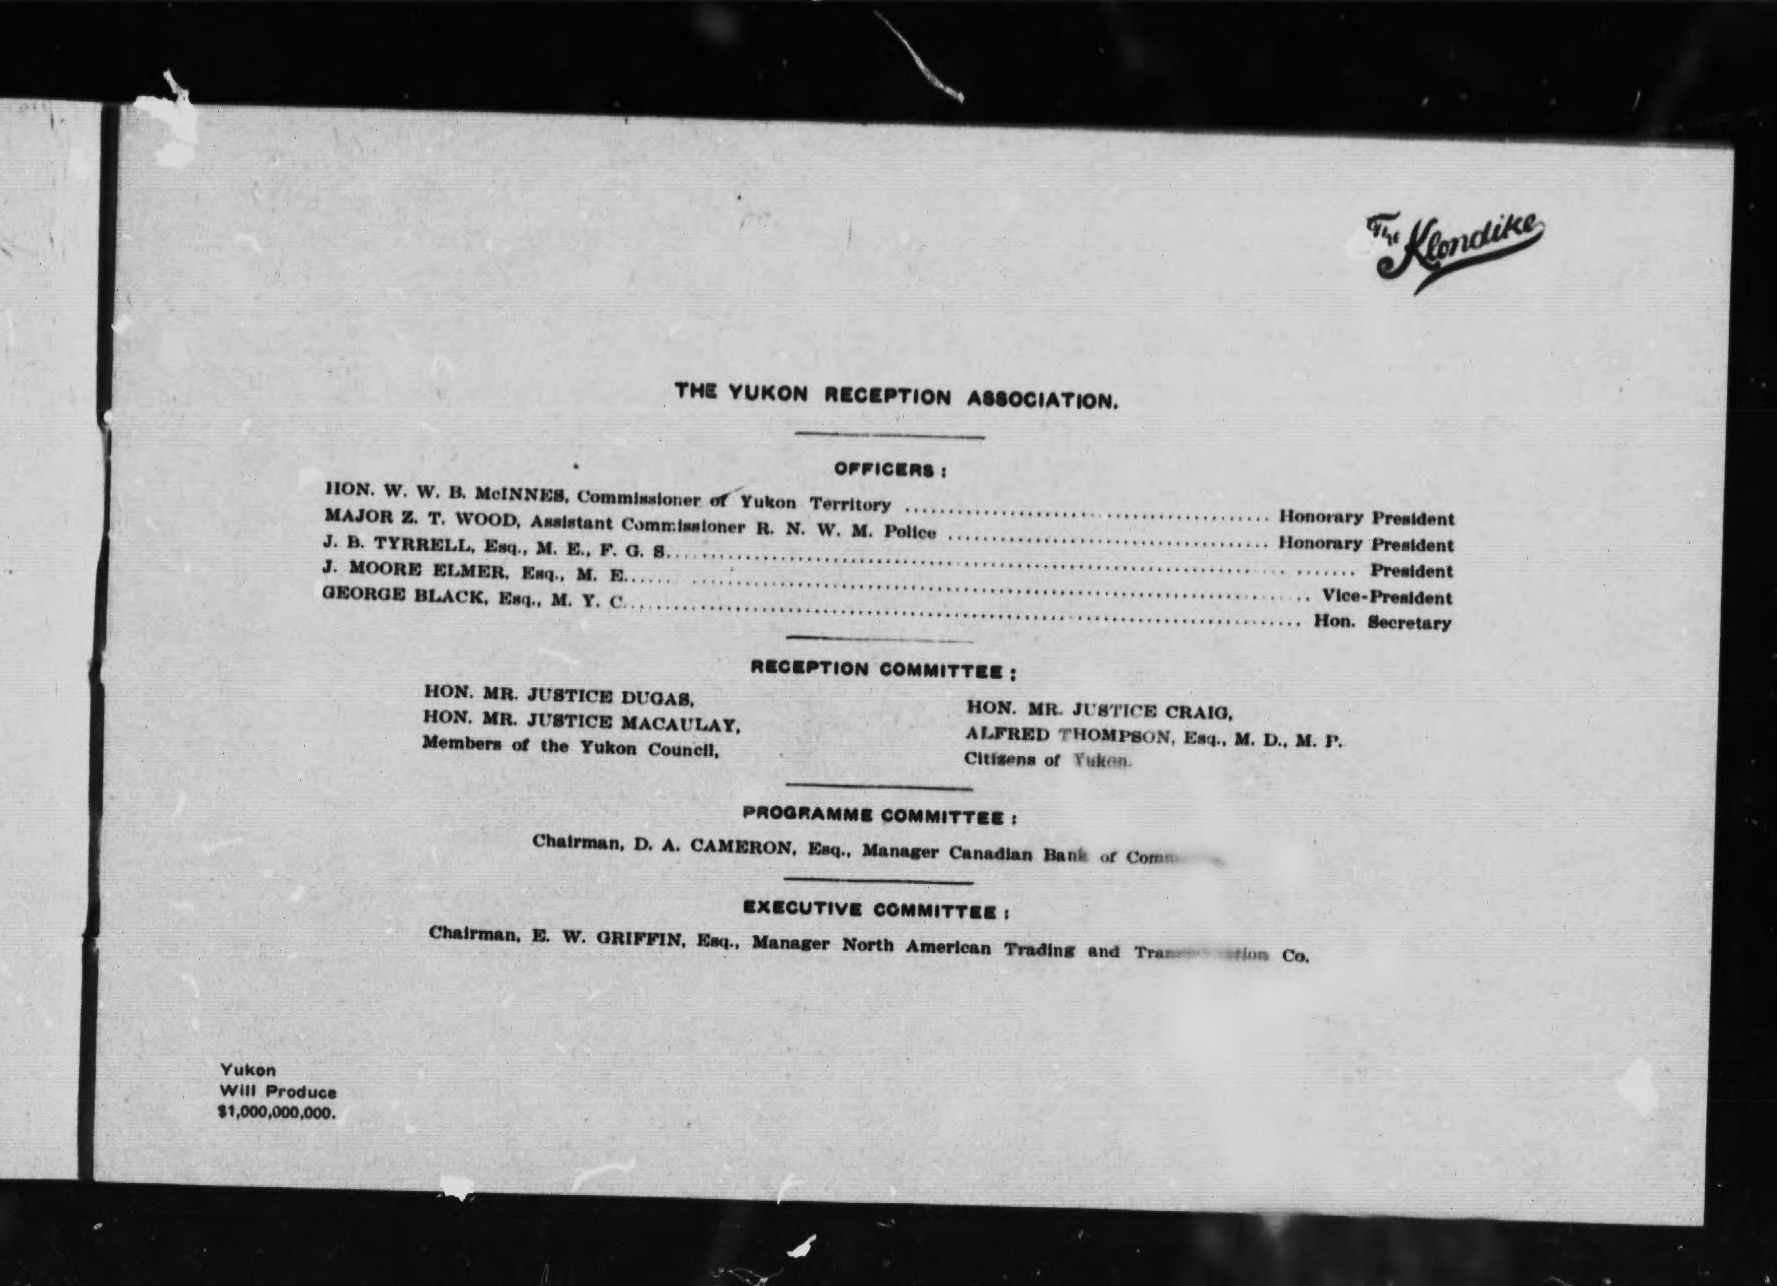 The Klondike
THE YUKON RECEPTION ASSOCIATION.
OFFICERS:
HON. W. W. B. McINNES, Commissioner of Yukon Territory ........ Honorary President
MAJOR Z. T. WOOD, Assistant Commissioner R. N. W. M. Police ........ Honorary President
J. B. TYRRELL, Esq., M. E., F. G. S. ........ President
J. MOORE ELMER, Esq., M. E. ........ Vice-President
GEORGE BLACK, Esq., M. Y. C. ........ Hon. Secretary
RECEPTION COMMITTEE:
HON. MR. JUSTICE DUGAS,
HON. MR. JUSTICE MACAULAY,
Members of the Yukon Council,
HON. MR. JUSTICE CRAIG,
ALFRED THOMPSON, Esq., M. D., M. P.
Citizens of Yukon.
PROGRAMME COMMITTEE:
Chairman, D. A. CAMERON, Esq., Manager Canadian Bank of
EXECUTIVE COMMITTEE:
Chairman, E. W. GRIFFIN, Esq., Manager North American Trading and Co.
Yukon
Will Produce
$1,000,000,000.